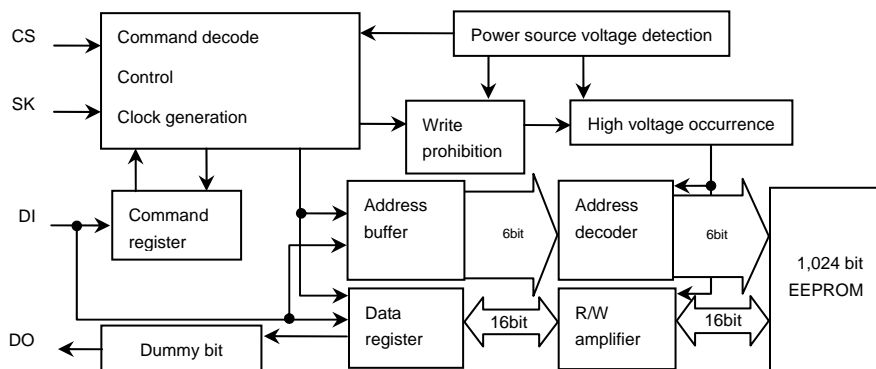 CS
Command decode
Power source voltage detection
Control
SK
Clock generation
Write
prohibition
High voltage occurrence
DI
Command
register
Address
buffer
6bit
Address
decoder
6bit
1,024 bit
EEPROM
Data
register
16bit
R/W
amplifier
16bit
DO
Dummy bit